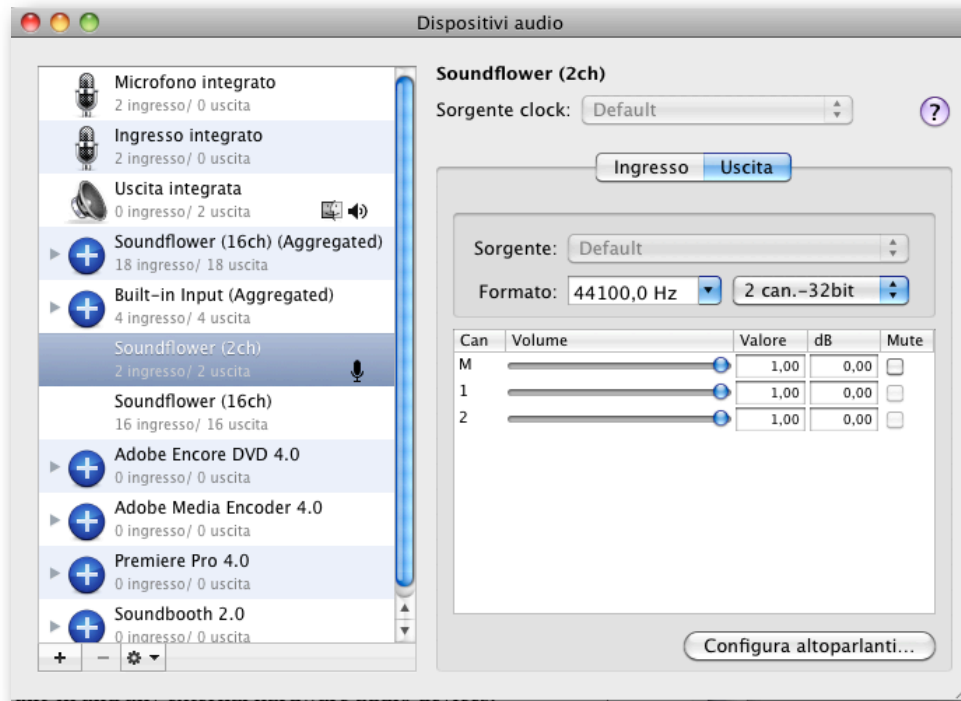 Dispositivi audio
Microfono integrato
2 ingresso/ 0 uscita
Ingresso integrato
2 ingresso/ 0 uscita
Uscita integrata
0 ingresso/ 2 uscita
Soundflower (16ch) (Aggregated)
18 ingresso/ 18 uscita
Built-in Input (Aggregated)
4 ingresso/ 4 uscita
Soundflower (2ch)
2 ingresso/ 2 uscita
Soundflower (16ch)
16 ingresso/ 16 uscita
Adobe Encore DVD 4.0
0 ingresso/ 0 uscita
Adobe Media Encoder 4.0
0 ingresso/ 0 uscita
Premiere Pro 4.0
0 ingresso/ 0 uscita
Soundbooth 2.0
0 ingresso/ 0 uscita
Soundflower (2ch)
Sorgente clock: Default
?
Ingresso Uscita
Sorgente: Default
Formato: 44100,0 Hz 2 can.-32bit
Can Volume Valore dB Mute
M 1,00 0,00
1 1,00 0,00
2 1,00 0,00
Configura altoparlanti...